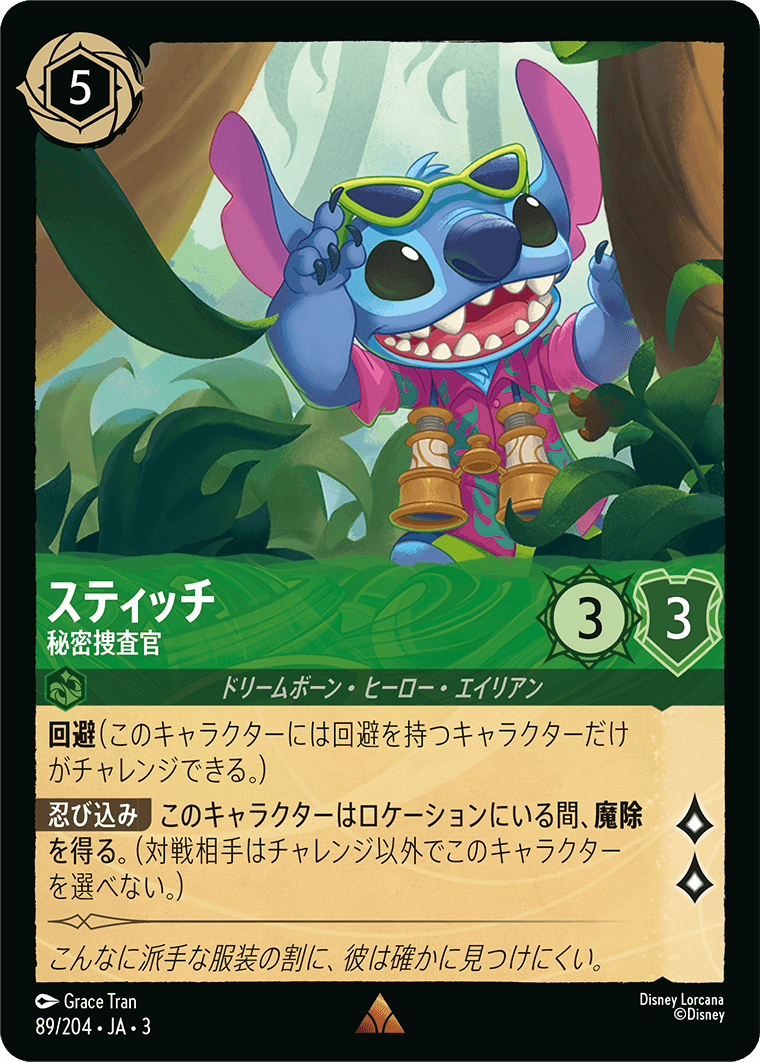 5
スティッチ
秘密捜査官
3
3
ドリームボーン・ヒーロー・エイリアン
回避(このキャラクターには回避を持つキャラクターだけ
がチャレンジできる。)
忍び込み このキャラクターはロケーションにいる間、魔除
を得る。(対戦相手はチャレンジ以外でこのキャラクター
を選べない。)
こんなに派手な服装の割に、彼は確かに見つけにくい。
Grace Tran
89/204・JA・3
Disney Lorcana
©Disney